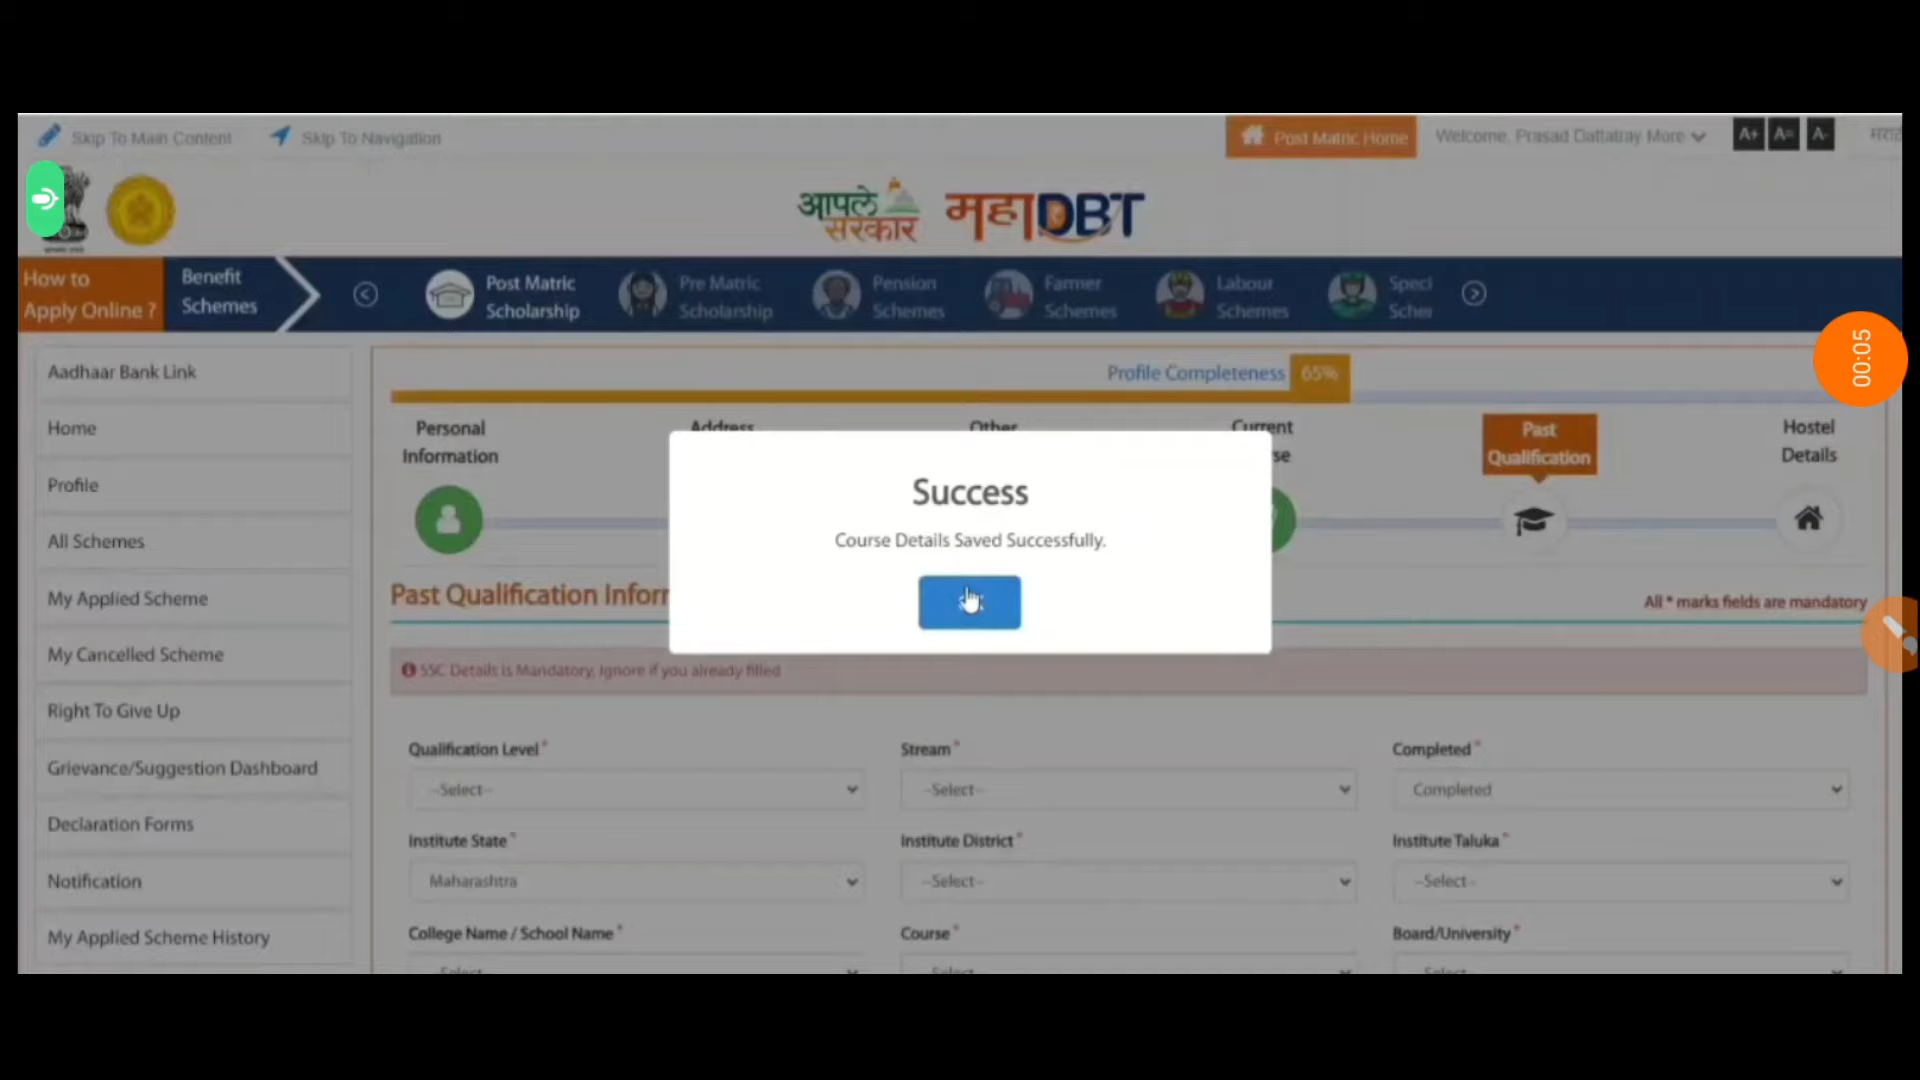 Skip To Main Content
Skip To Navigation
Post Matric Home
Welcome, Prasad Dattatray More
A+
A=
A-
आपले
सरकार
महाDBT
How to
Apply Online ?
Benefit
Schemes
Post Matric
Scholarship
Pre Matric
Scholarship
Pension
Schemes
Farmer
Schemes
Labour
Schemes
00:05
Aadhaar Bank Link
Home
Profile
All Schemes
My Applied Scheme
My Cancelled Scheme
Right To Give Up
Grievance/Suggestion Dashboard
Declaration Forms
Notification
My Applied Scheme History
Profile Completeness
65%
Personal
Information
Address
Other
Current
Past
Qualification
Hostel
Details
Success
Course Details Saved Successfully.
Past Qualification
All * marks fields are mandatory
SSC Details is Mandatory, Ignore if you already filled
Qualification Level *
Stream *
Completed *
--Select--
--Select--
Completed
Institute State *
Institute District *
Institute Taluka *
Maharashtra
--Select--
--Select--
College Name / School Name *
Course *
Board/University *